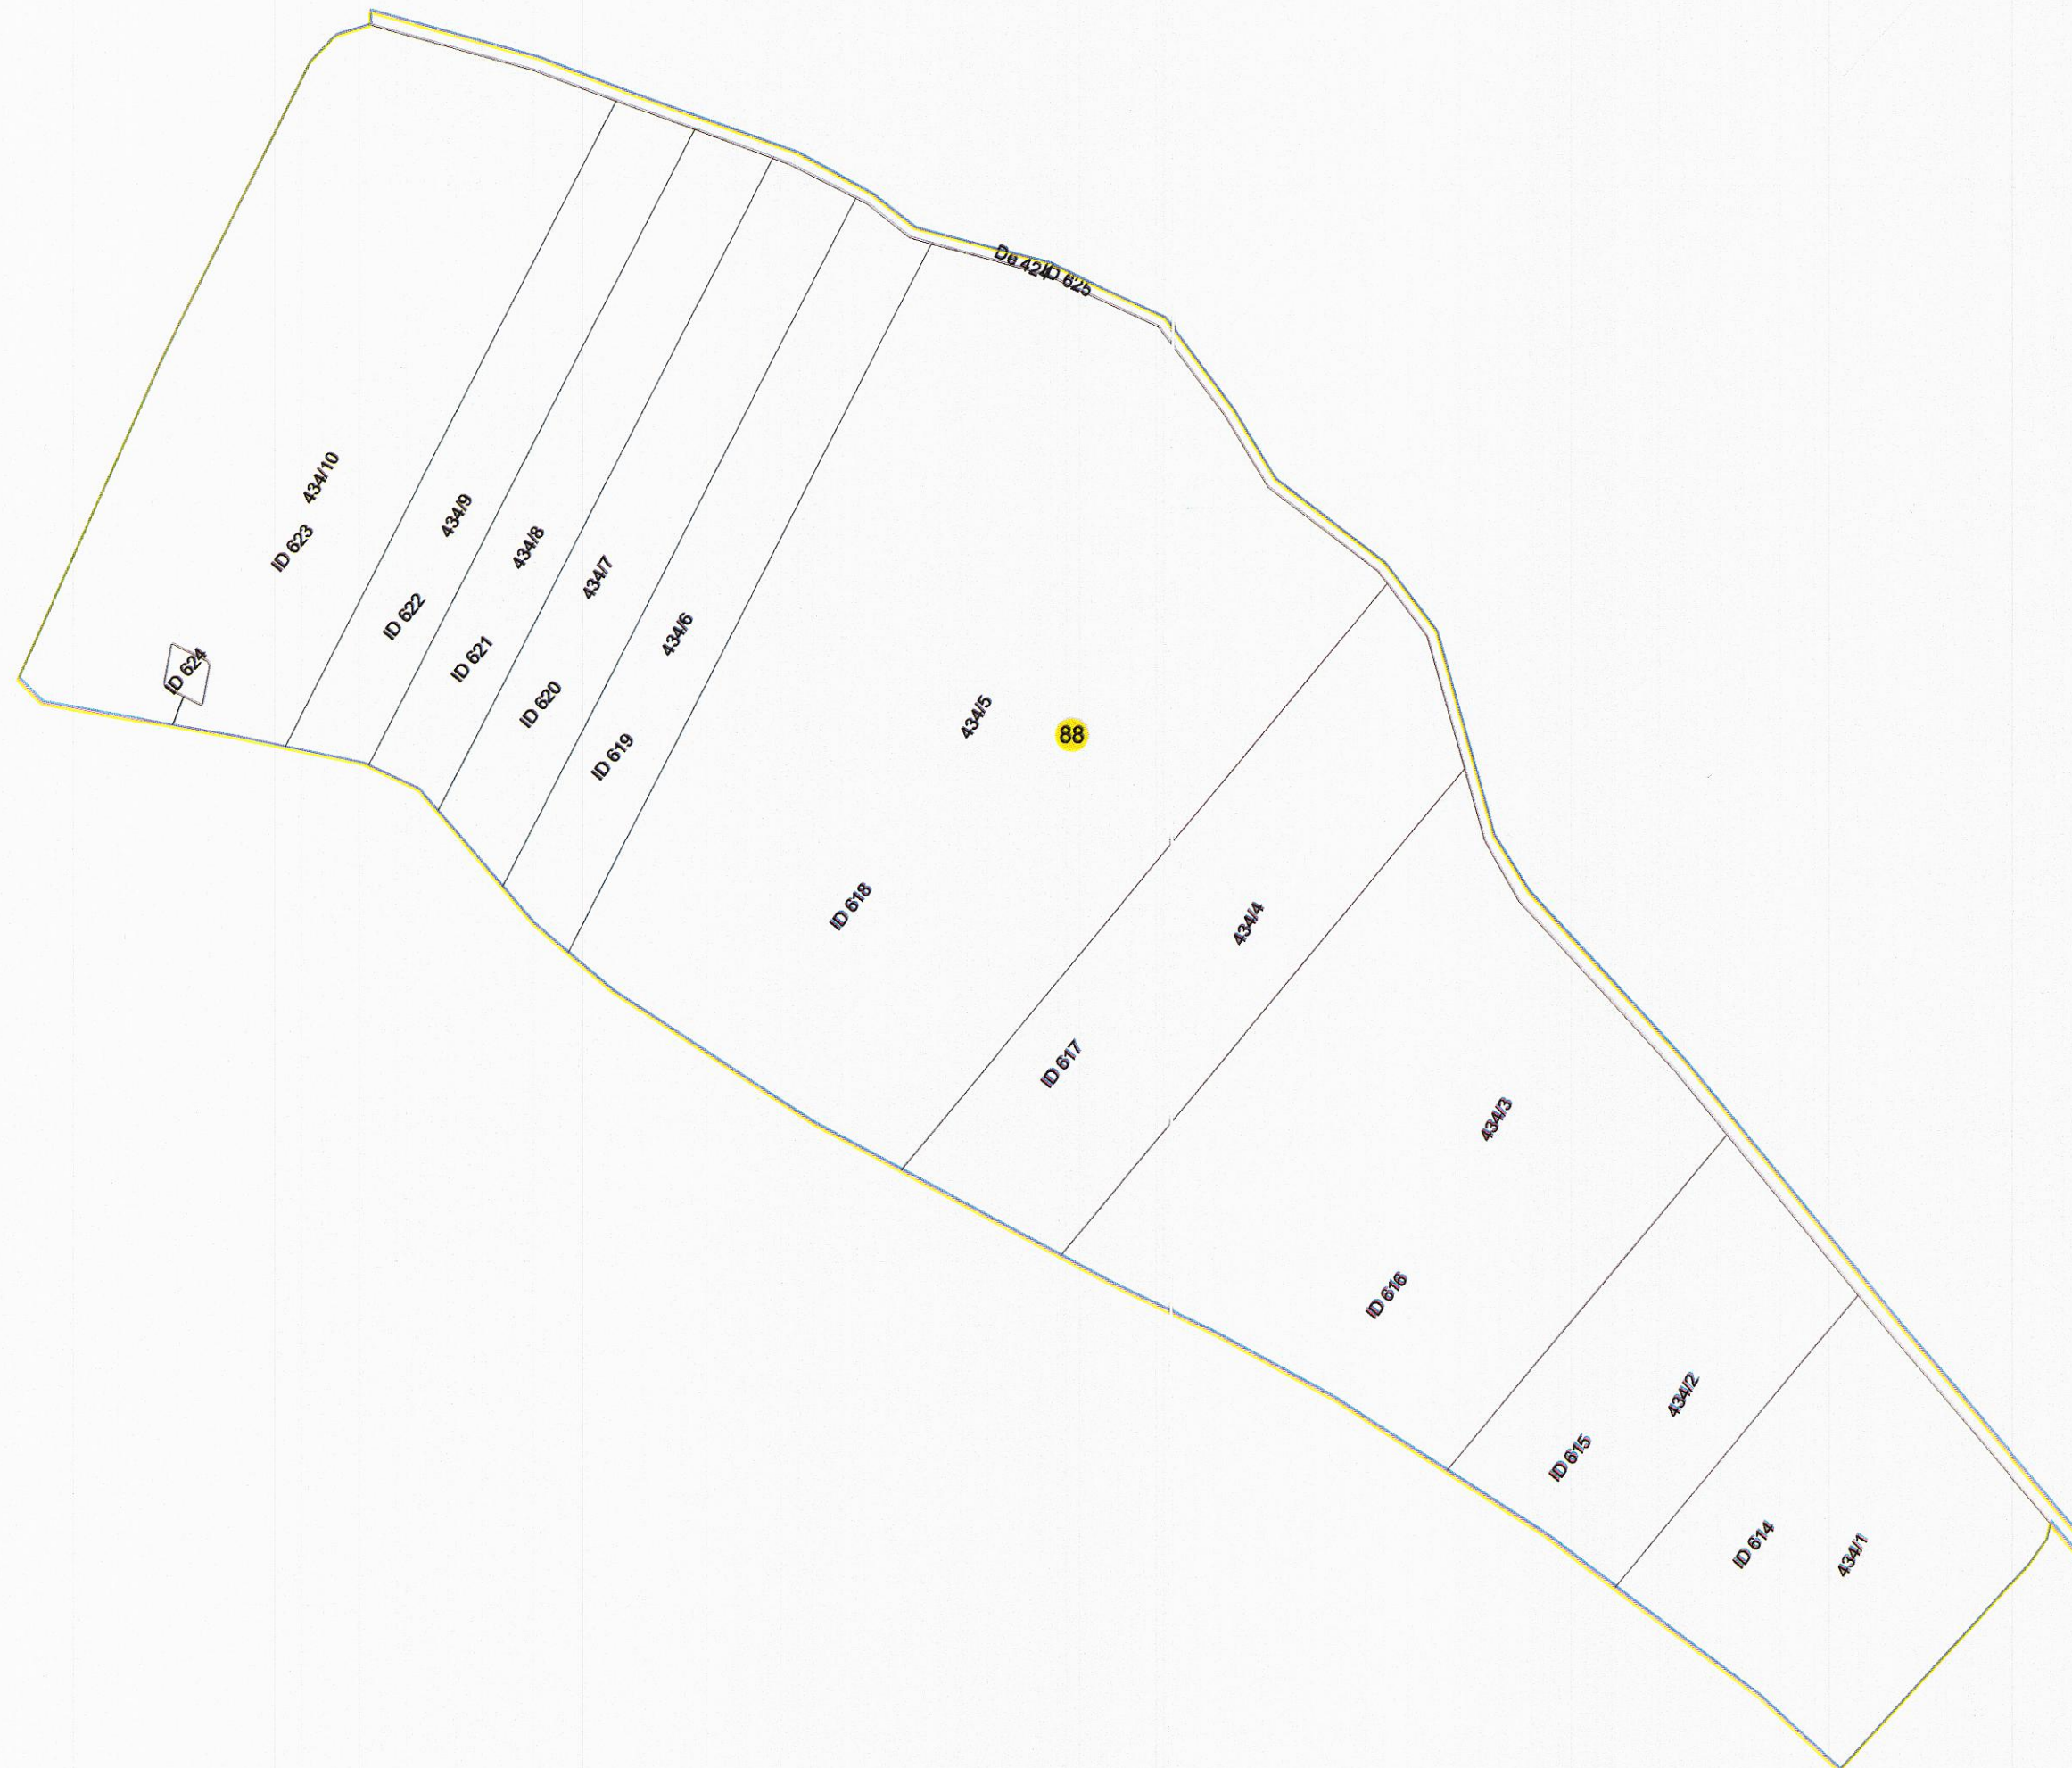 De 424
ID 625
434/10
ID 623
ID 624
434/9
ID 622
434/8
ID 621
434/7
ID 620
434/6
ID 619
434/5
88
ID 618
434/4
ID 617
434/3
ID 616
434/2
ID 615
ID 614
434/1